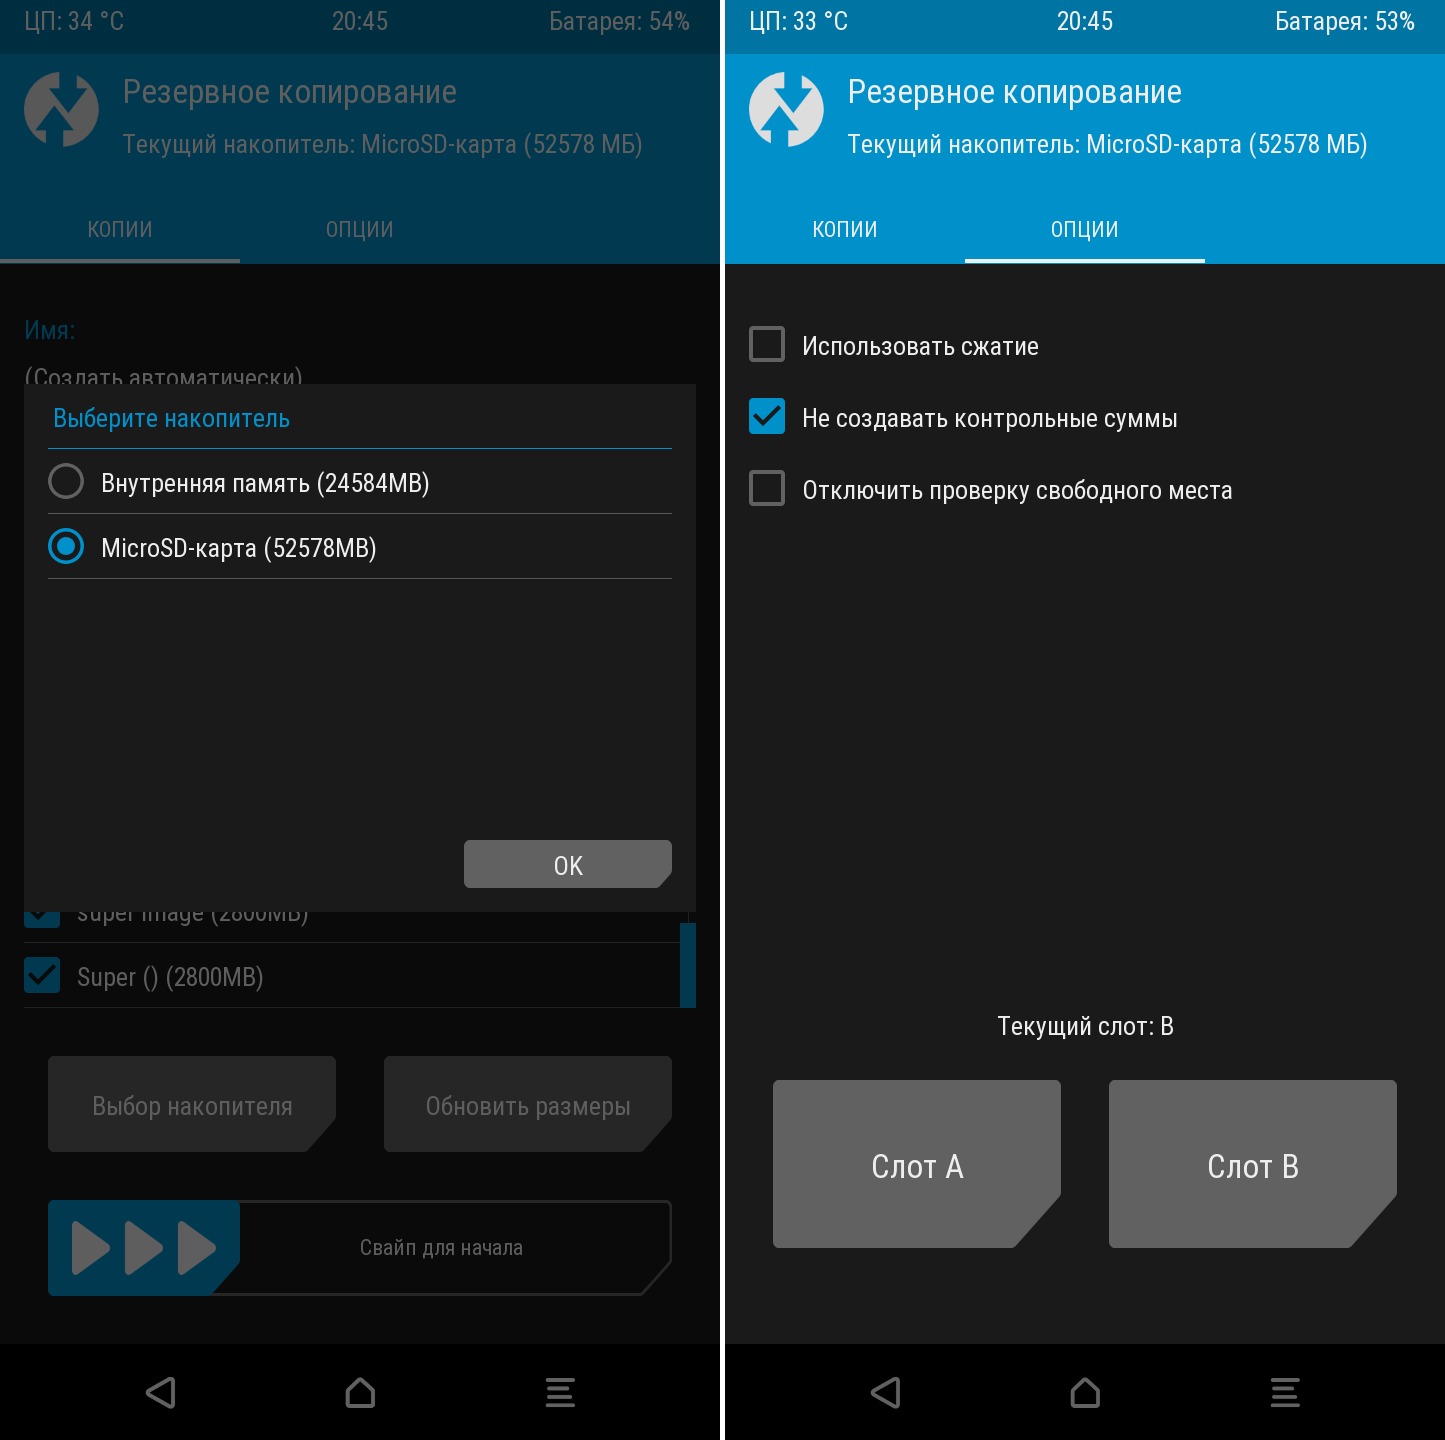 ЦП: 34 °C
20:45
Батарея: 54%
Резервное копирование
Текущий накопитель: MicroSD-карта (52578 МБ)
КОПИИ
ОПЦИИ
Имя:
(Создать автоматически)
Выберите накопитель
Внутренняя память (24584MB)
MicroSD-карта (52578MB)
OK
super image (2800MB)
Super () (2800MB)
Выбор накопителя
Обновить размеры
Свайп для начала
ЦП: 33 °C
20:45
Батарея: 53%
Резервное копирование
Текущий накопитель: MicroSD-карта (52578 МБ)
КОПИИ
ОПЦИИ
Использовать сжатие
Не создавать контрольные суммы
Отключить проверку свободного места
Текущий слот: B
Слот A
Слот B